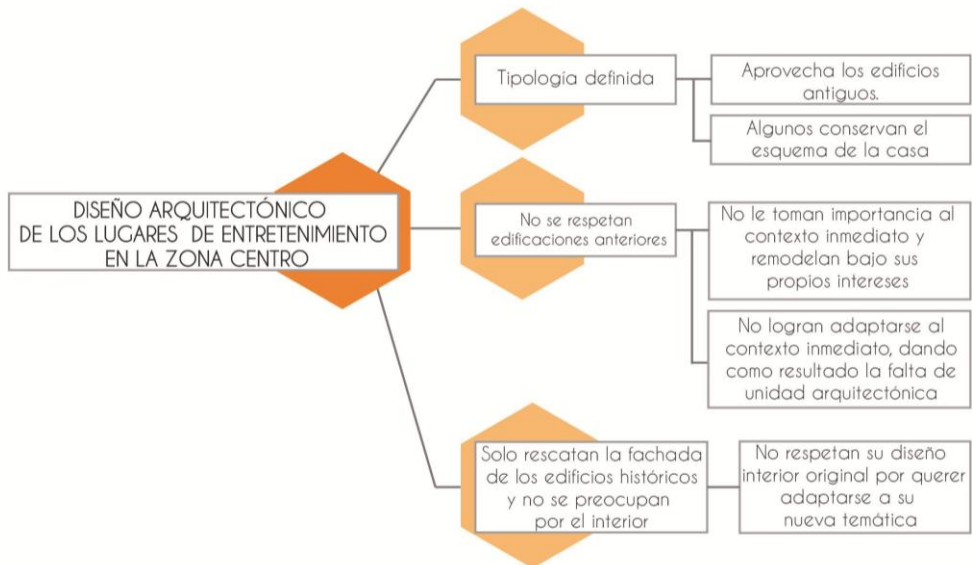 DISEÑO ARQUITECTÓNICO
DE LOS LUGARES DE ENTRETENIMIENTO
EN LA ZONA CENTRO
Tipología definida
Aprovecha los edificios
antiguos.
Algunos conservan el
esquema de la casa
No se respetan
edificaciones anteriores
No le toman importancia al
contexto inmediato y
remodelan bajo sus
propios intereses
No logran adaptarse al
contexto inmediato, dando
como resultado la falta de
unidad arquitectónica
Solo rescatan la fachada
de los edificios históricos
y no se preocupan
por el interior
No respetan su diseño
interior original por querer
adaptarse a su
nueva temática